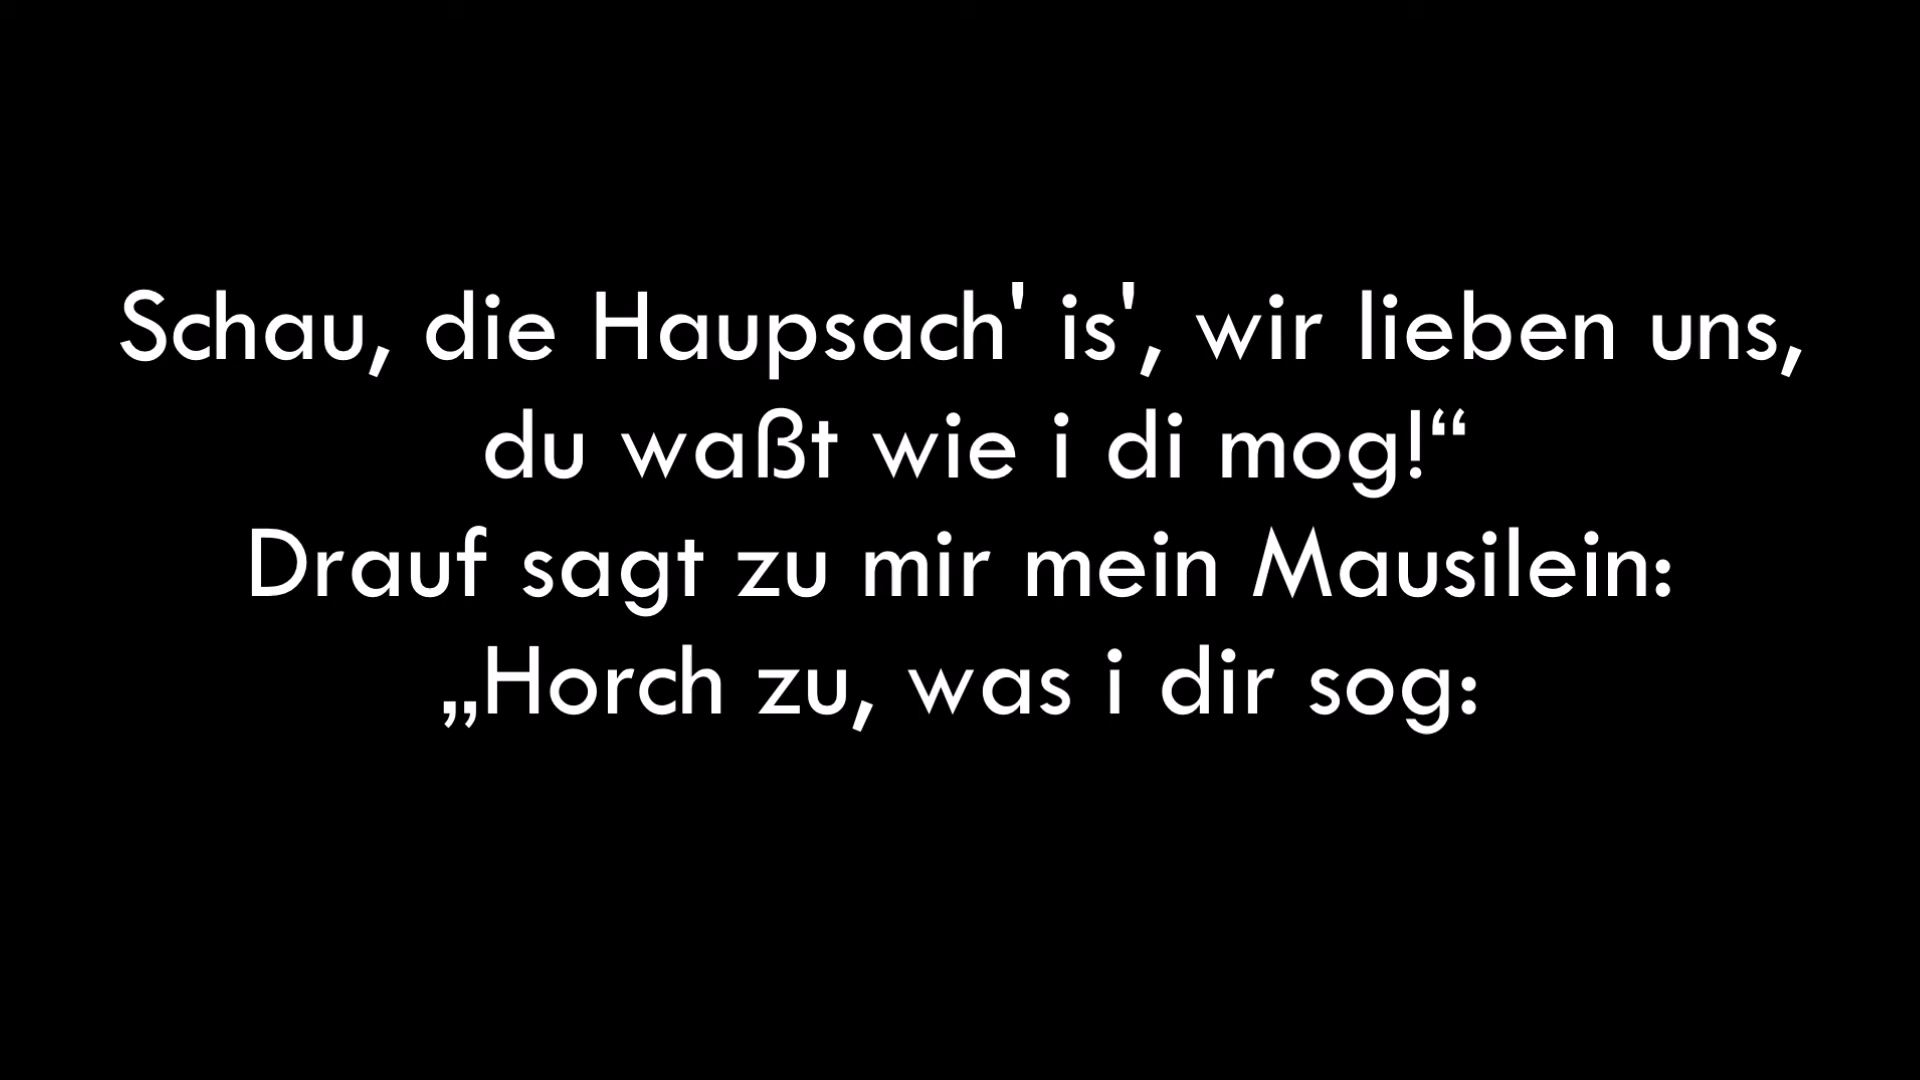 Schau, die Haupsach' is', wir lieben uns,
du waßt wie i di mog!“
Drauf sagt zu mir mein Mausilein:
„Horch zu, was i dir sog: